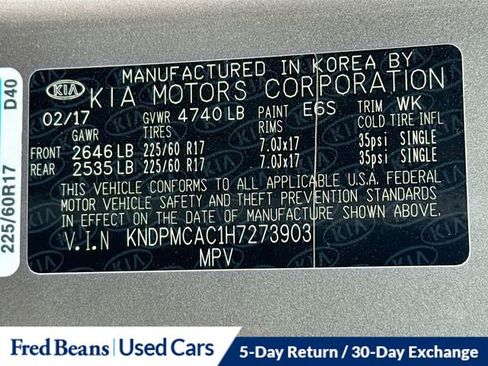 MANUFACTURED IN KOREA BY
KIA KIA MOTORS CORPORATION
02/17 GVWR 4740 LB PAINT E6S TRIM WK
GAWR TIRES RIMS COLD TIRE INFL
FRONT 2646 LB 225/60 R17 7.0Jx17 35psi SINGLE
REAR 2535 LB 225/60 R17 7.0Jx17 35psi SINGLE
THIS VEHICLE CONFORMS TO ALL APPLICABLE U.S.A. FEDERAL
MOTOR VEHICLE SAFETY AND THEFT PREVENTION STANDARDS
IN EFFECT ON THE DATE OF MANUFACTURE SHOWN ABOVE.
V.I.N KNDPMCAC1H7273903
MPV
225/60R17 D40
Fred Beans | Used Cars 5-Day Return / 30-Day Exchange